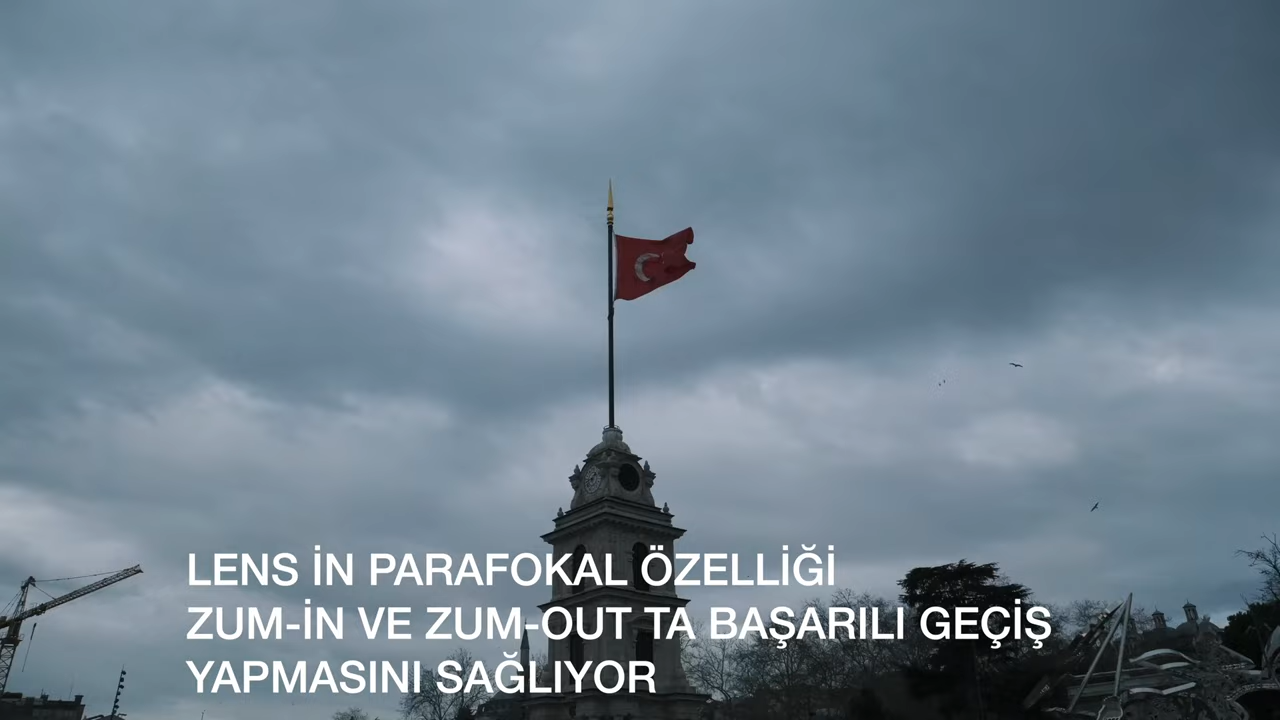 LENS İN PARAFOKAL ÖZELLİĞİ
ZUM-İN VE ZUM-OUT TA BAŞARILI GEÇİŞ
YAPMASINI SAĞLIYOR